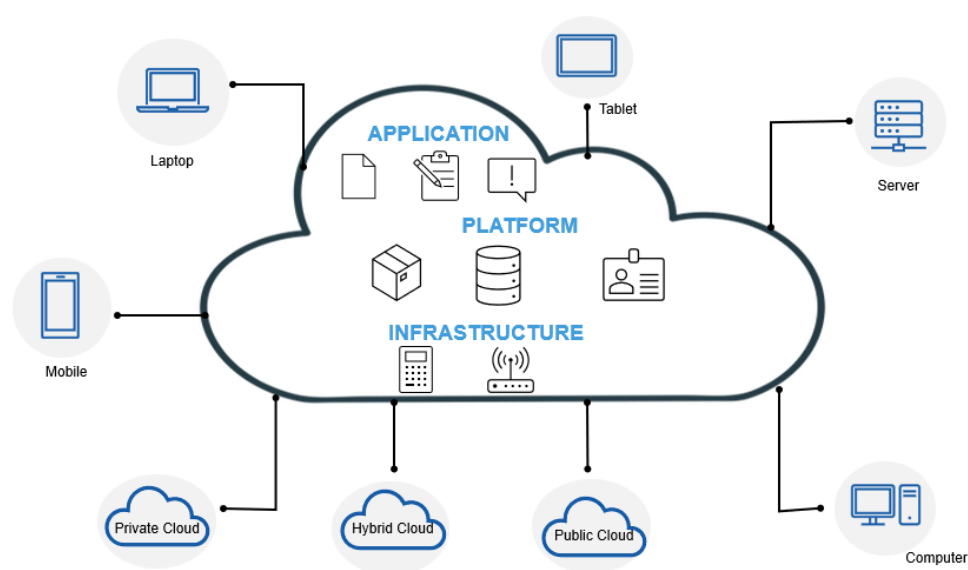 Tablet
APPLICATION
Laptop
Server
PLATFORM
INFRASTRUCTURE
Mobile
Private Cloud
Hybrid Cloud
Public Cloud
Computer